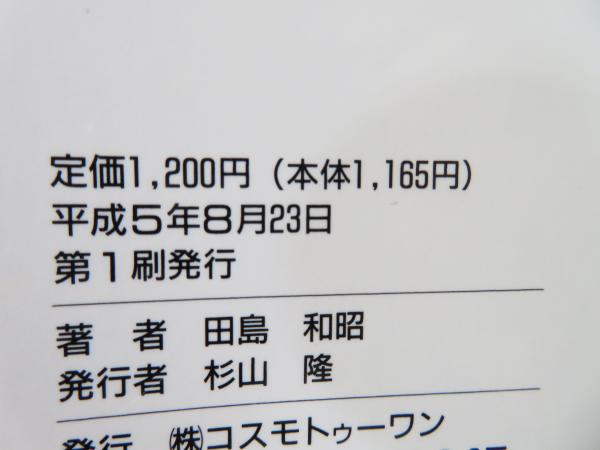 定価1,200円（本体1,165円）
平成5年8月23日
第1刷発行
著　者　田島　和昭
発行者　杉山　隆
発行　㈱コスモトゥーワン